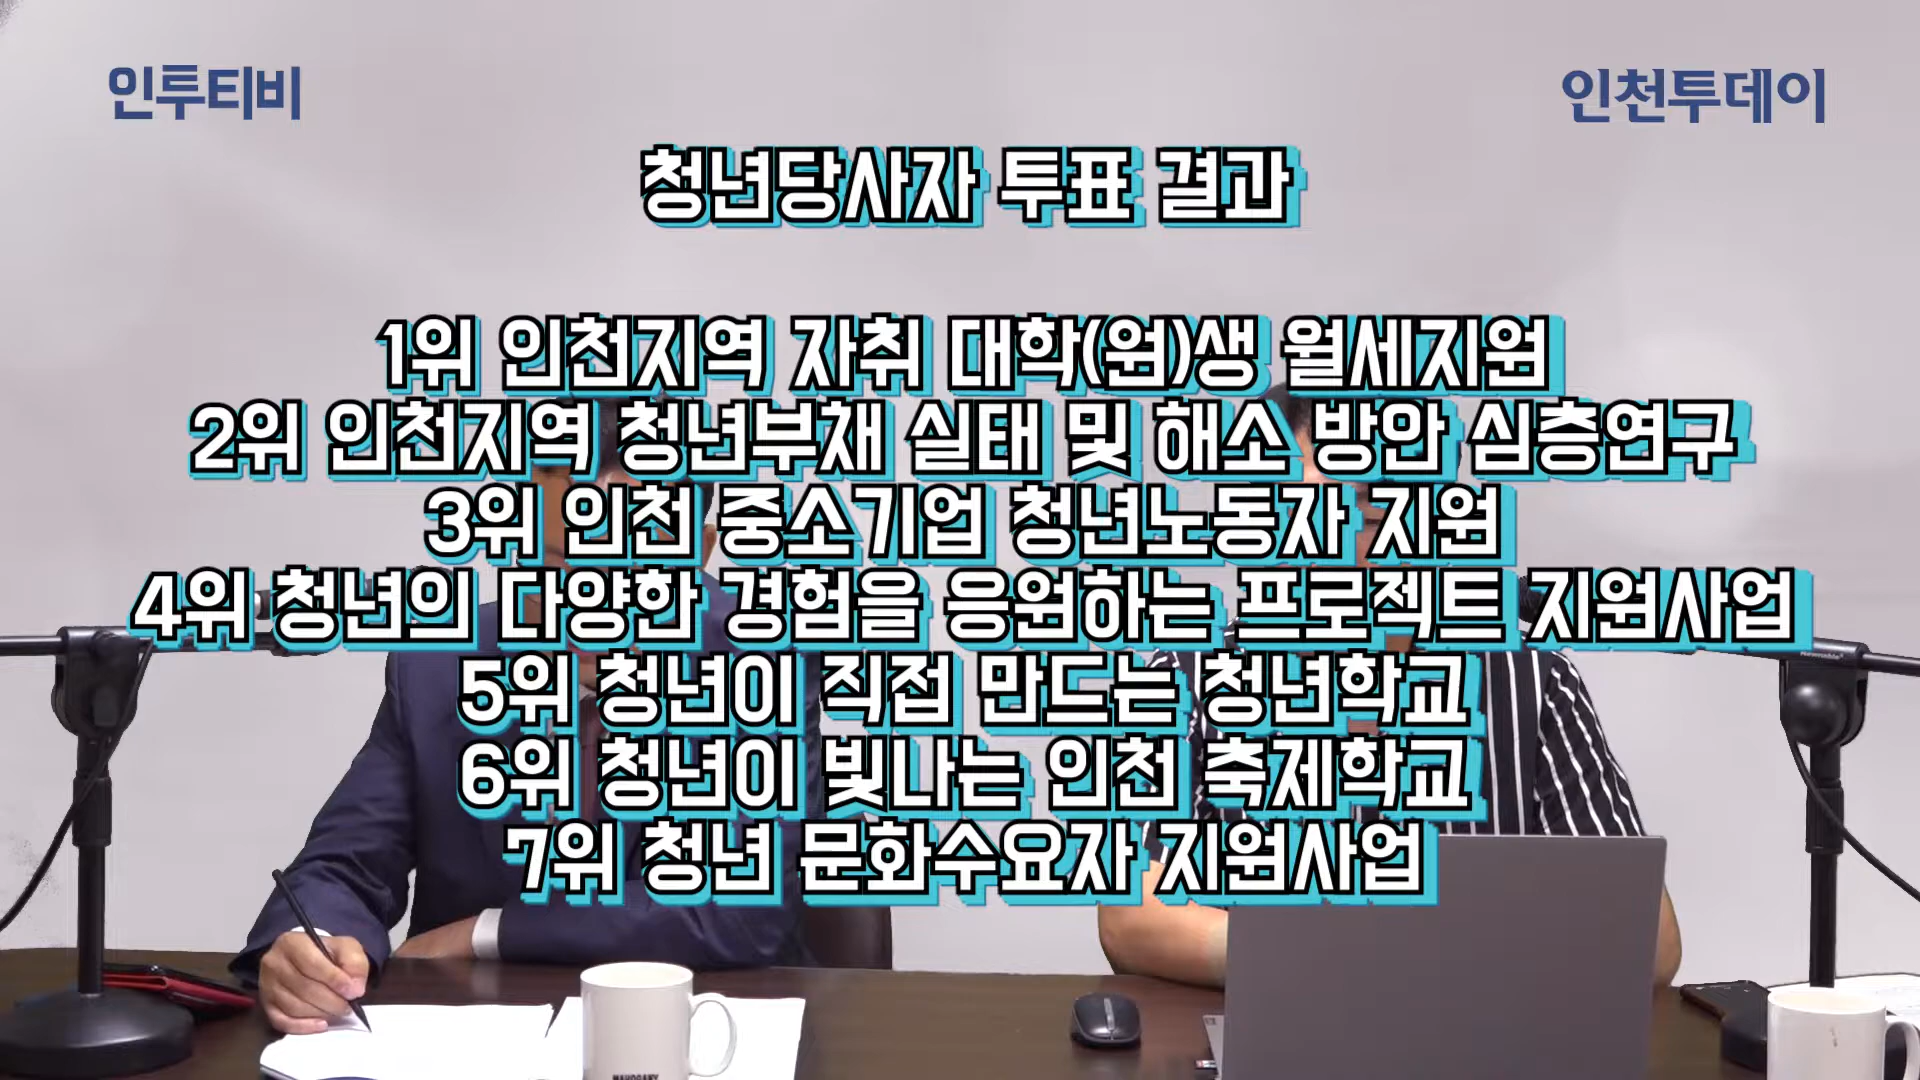 인투티비
인천투데이
청년당사자 투표 결과
1위 인천지역 자취 대학(원)생 월세지원
2위 인천지역 청년부채 실태 및 해소 방안 심층연구
3위 인천 중소기업 청년노동자 지원
4위 청년의 다양한 경험을 응원하는 프로젝트 지원사업
5위 청년이 직접 만드는 청년학교
6위 청년이 빛나는 인천 축제학교
7위 청년 문화수요자 지원사업
MAHOGANY